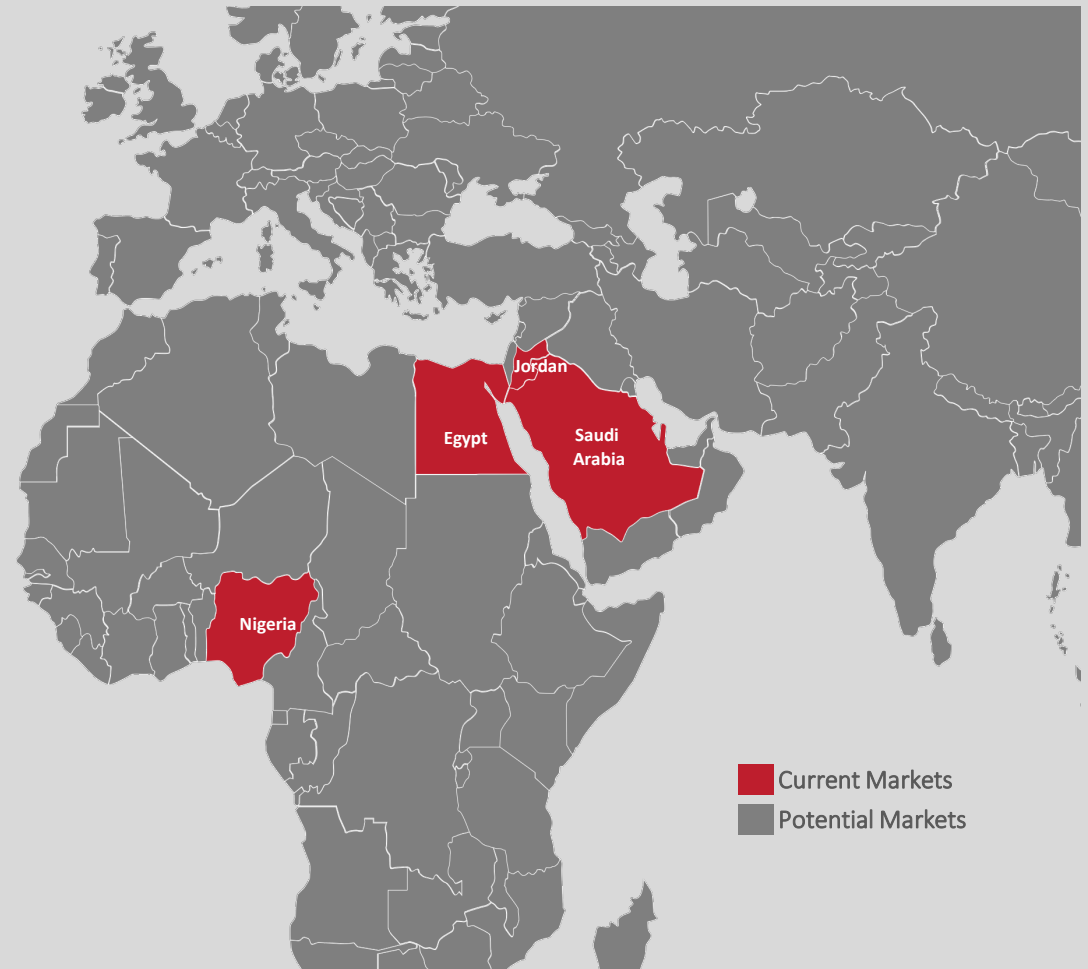 Jordan
Egypt
Saudi
Arabia
Nigeria
Current Markets
Potential Markets